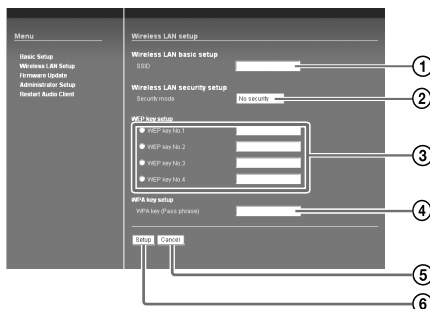 Menu
Basic Setup
Wireless LAN Setup
Firmware Update
Administrator Setup
Restart Audio Client
Wireless LAN setup
Wireless LAN basic setup
SSID
1
Wireless LAN security setup
Security mode
No security
2
WEP key setup
WEP key No.1
WEP key No.2
WEP key No.3
WEP key No.4
3
WPA key setup
WPA key (Pass phrase)
4
Setup
Cancel
5
6